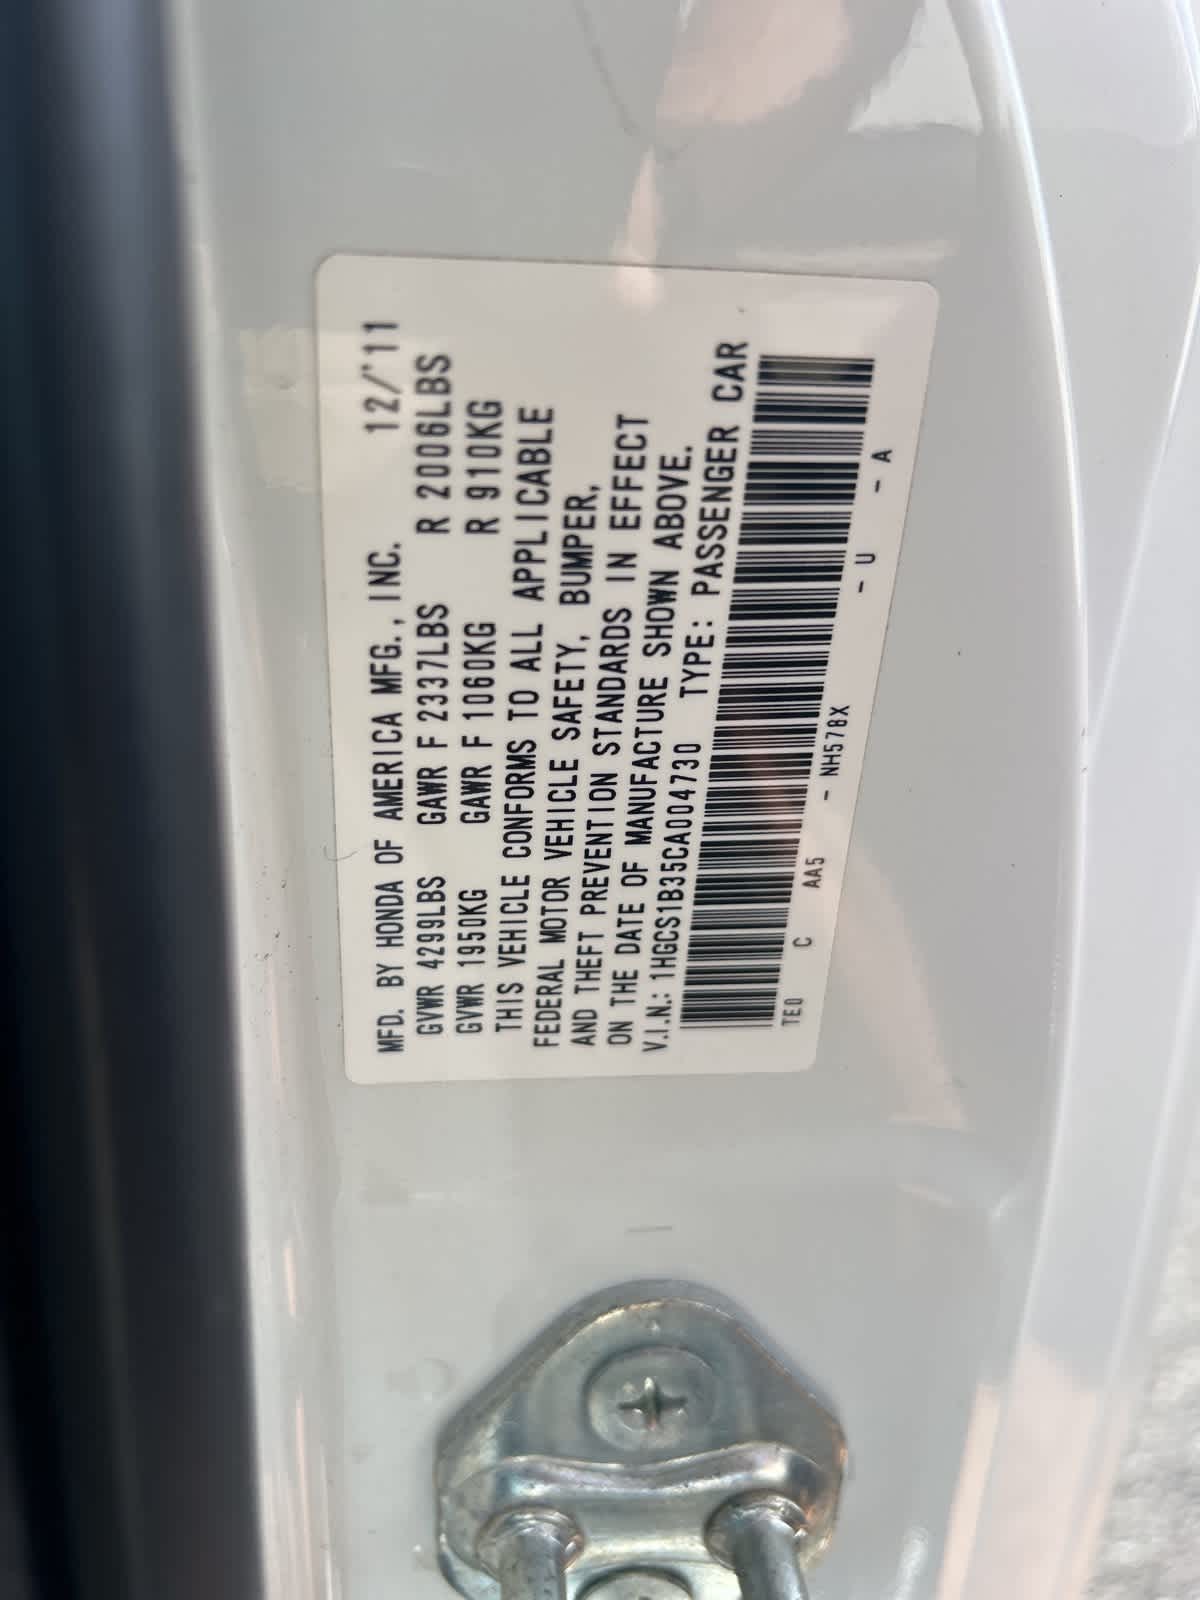 MFD. BY HONDA OF AMERICA MFG., INC. 12/'11
GVWR 4299LBS GAWR F 2337LBS R 2006LBS
GVWR 1950KG GAWR F 1060KG R 910KG
THIS VEHICLE CONFORMS TO ALL APPLICABLE
FEDERAL MOTOR VEHICLE SAFETY, BUMPER,
AND THEFT PREVENTION STANDARDS IN EFFECT
ON THE DATE OF MANUFACTURE SHOWN ABOVE.
V.I.N.: 1HGCS1B35CA004730 TYPE: PASSENGER CAR
TE0 C AA5 - NH578X - U - A